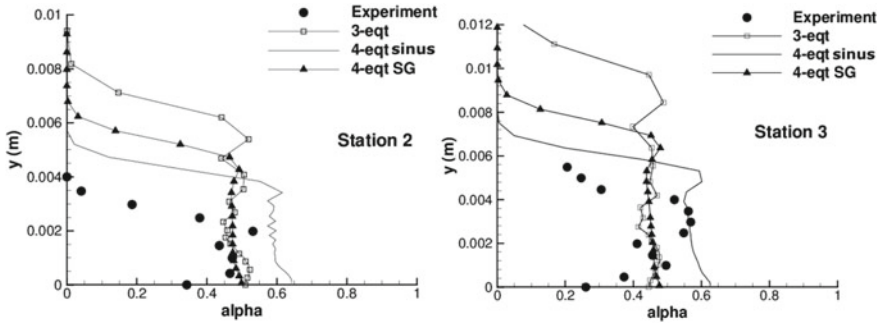 0.01
0.008
0.006
0.004
0.002
0
y (m)
0
0.2
0.4
0.6
0.8
1
alpha
Experiment
3-eqt
4-eqt sinus
4-eqt SG
Station 2
0.012
0.01
0.008
0.006
0.004
0.002
0
y (m)
0
0.2
0.4
0.6
0.8
1
alpha
Experiment
3-eqt
4-eqt sinus
4-eqt SG
Station 3